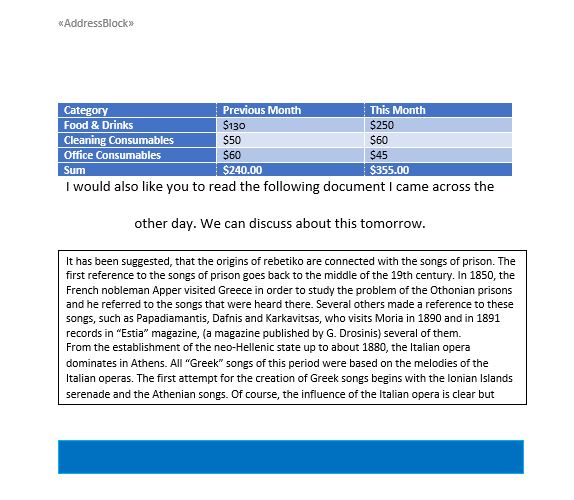 «AddressBlock»
Category Previous Month This Month
Food & Drinks $130 $250
Cleaning Consumables $50 $60
Office Consumables $60 $45
Sum $240.00 $355.00
I would also like you to read the following document I came across the
other day. We can discuss about this tomorrow.
It has been suggested, that the origins of rebetiko are connected with the songs of prison. The
first reference to the songs of prison goes back to the middle of the 19th century. In 1850, the
French nobleman Apper visited Greece in order to study the problem of the Othonian prisons
and he referred to the songs that were heard there. Several others made a reference to these
songs, such as Papadiamantis, Dafnis and Karkavitsas, who visits Moria in 1890 and in 1891
records in “Estia” magazine, (a magazine published by G. Drosinis) several of them.
From the establishment of the neo-Hellenic state up to about 1880, the Italian opera
dominates in Athens. All “Greek” songs of this period were based on the melodies of the
Italian operas. The first attempt for the creation of Greek songs begins with the Ionian Islands
serenade and the Athenian songs. Of course, the influence of the Italian opera is clear but